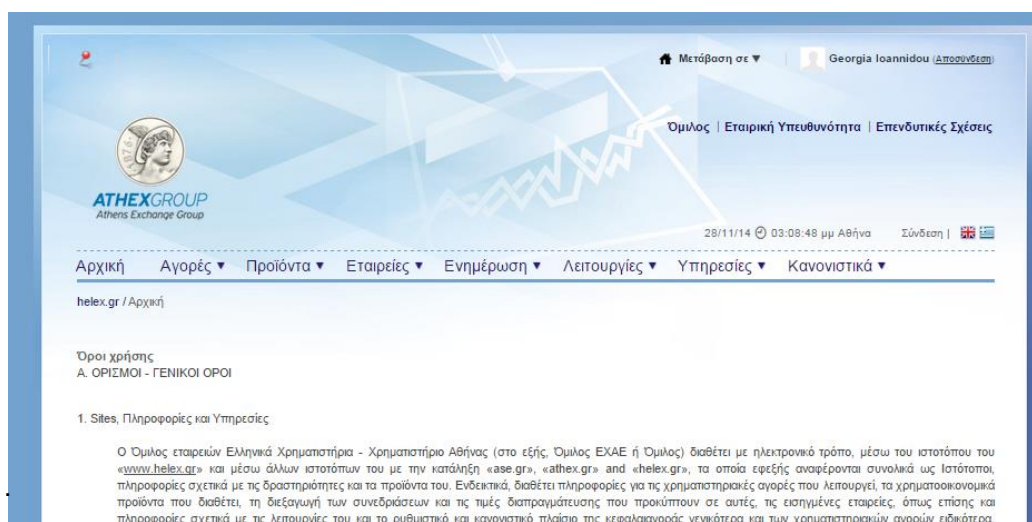 Μετάβαση σε ▼ Georgia Ioannidou (Αποσύνδεση)
Όμιλος | Εταιρική Υπευθυνότητα | Επενδυτικές Σχέσεις
1876
ATHEXGROUP
Athens Exchange Group
28/11/14 03:08:48 μμ Αθήνα Σύνδεση |
Αρχική Αγορές ▼ Προϊόντα ▼ Εταιρείες ▼ Ενημέρωση ▼ Λειτουργίες ▼ Υπηρεσίες ▼ Κανονιστικά ▼
helex.gr / Αρχική
Όροι χρήσης
Α. ΟΡΙΣΜΟΙ - ΓΕΝΙΚΟΙ ΟΡΟΙ
1. Sites, Πληροφορίες και Υπηρεσίες
Ο Όμιλος εταιρειών Ελληνικά Χρηματιστήρια - Χρηματιστήριο Αθήνας (στο εξής, Όμιλος ΕΧΑΕ ή Όμιλος) διαθέτει με ηλεκτρονικό τρόπο, μέσω του ιστοτόπου του
«www.helex.gr» και μέσω άλλων ιστοτόπων του με την κατάληξη «ase.gr», «athex.gr» and «helex.gr», τα οποία εφεξής αναφέρονται συνολικά ως Ιστότοποι,
πληροφορίες σχετικά με τις δραστηριότητες και τα προϊόντα του. Ενδεικτικά, διαθέτει πληροφορίες για τις χρηματιστηριακές αγορές που λειτουργεί, τα χρηματοοικονομικά
προϊόντα που διαθέτει, τη διεξαγωγή των συνεδριάσεων και τις τιμές διαπραγμάτευσης που προκύπτουν σε αυτές, τις εισηγμένες εταιρείες, όπως επίσης και
πληροφορίες σχετικά με τις λειτουργίες του και το ρυθμιστικό και κανονιστικό πλαίσιο της κεφαλαιαγοράς γενικότερα και των χρηματιστηριακών αγορών ειδικότερα.